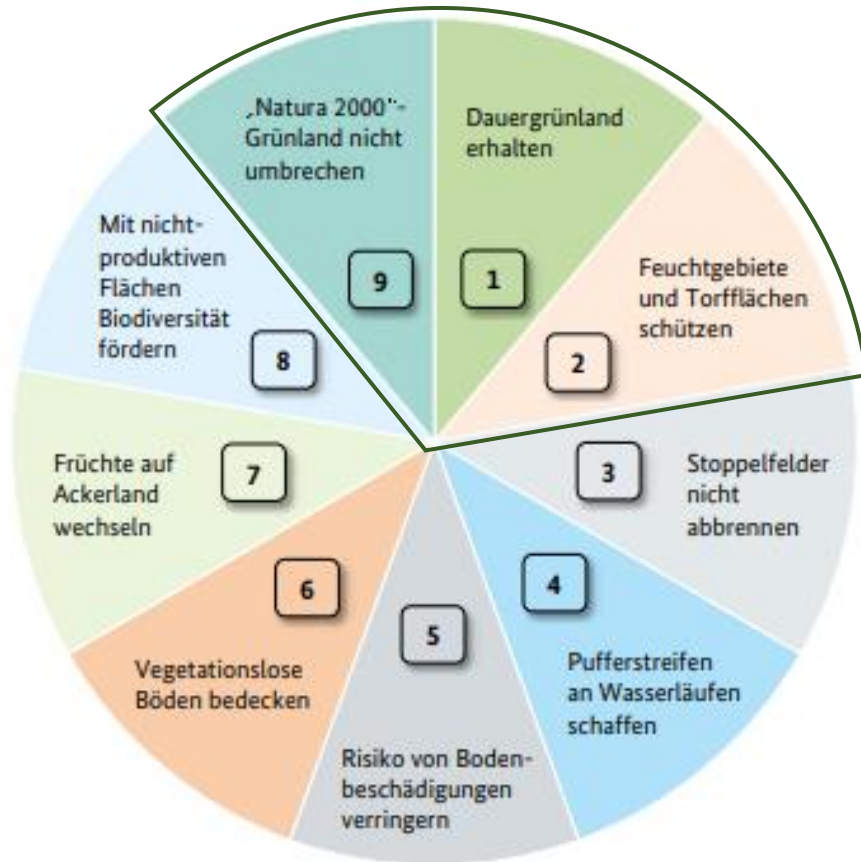 1
Dauergrünland
erhalten
2
Feuchtgebiete
und Torfflächen
schützen
3
Stoppelfelder
nicht
abbrennen
4
Pufferstreifen
an Wasserläufen
schaffen
5
Risiko von Boden-
beschädigungen
verringern
6
Vegetationslose
Böden bedecken
7
Früchte auf
Ackerland
wechseln
8
Mit nicht-
produktiven
Flächen
Biodiversität
fördern
9
„Natura 2000“-
Grünland nicht
umbrechen